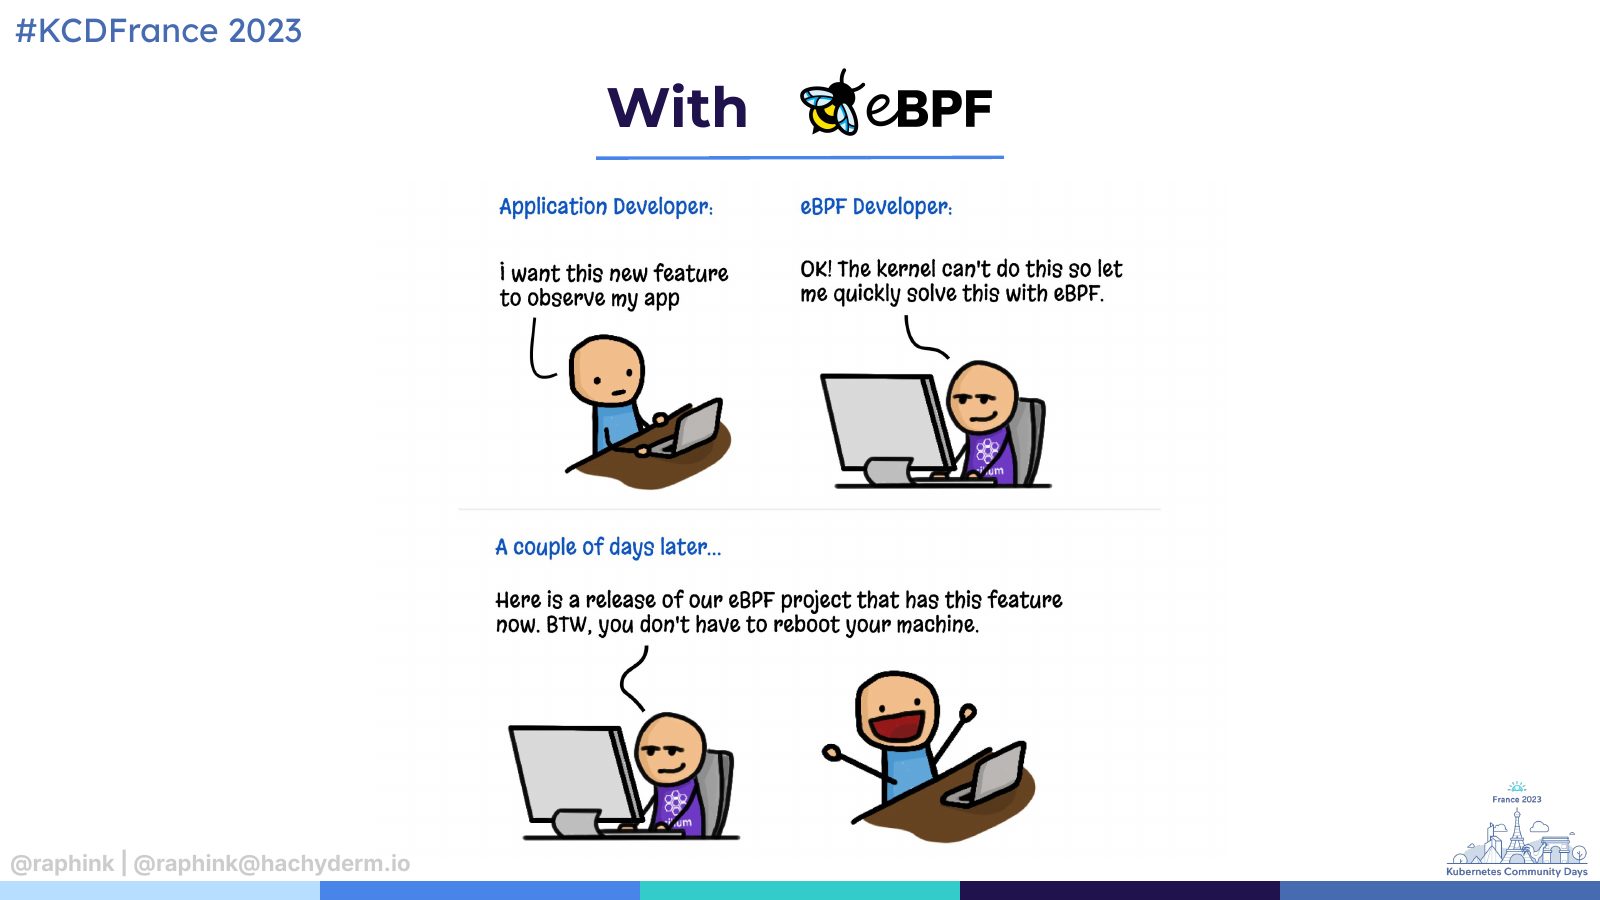 #KCDFrance 2023
With eBPF
Application Developer:
I want this new feature
to observe my app
eBPF Developer:
OK! The kernel can't do this so let
me quickly solve this with eBPF.
A couple of days later...
Here is a release of our eBPF project that has this feature
now. BTW, you don't have to reboot your machine.
@raphink | @raphink@hachyderm.io
France 2023
Kubernetes Community Days